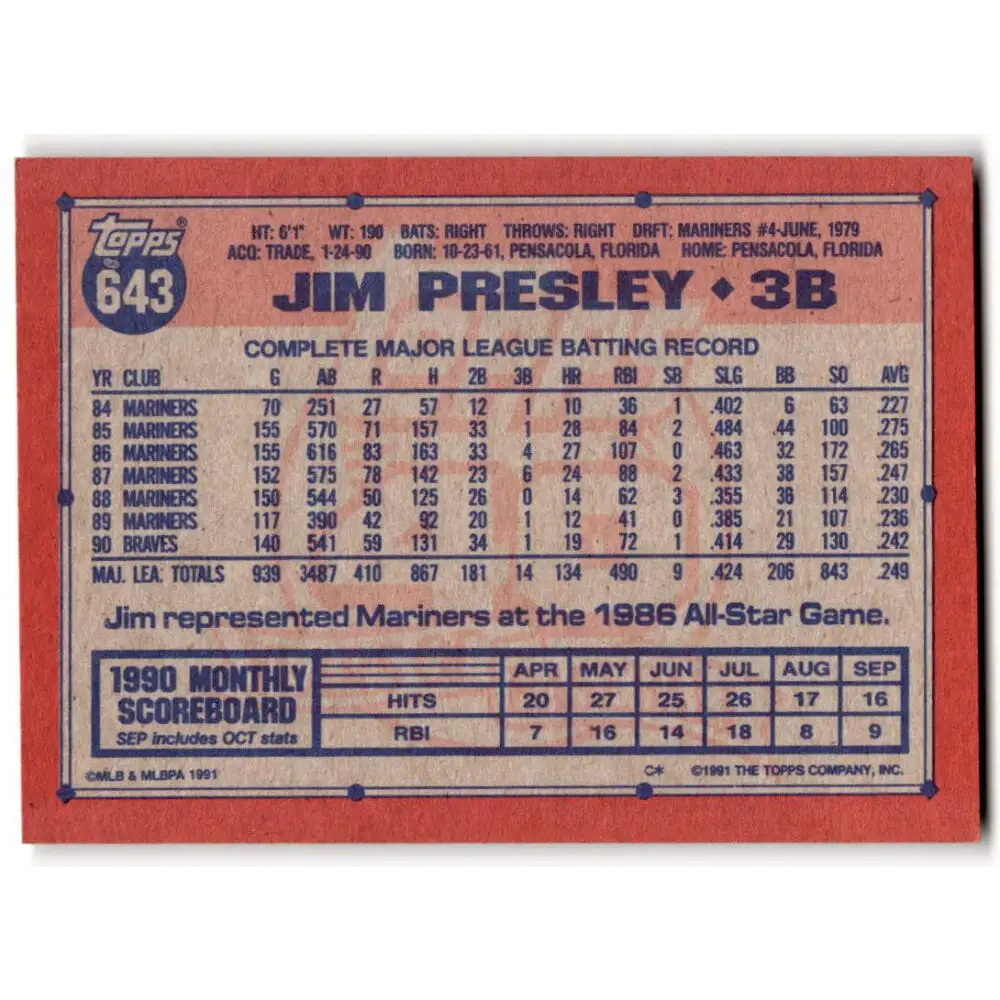 topps®
643
HT: 6'1" WT: 190 BATS: RIGHT THROWS: RIGHT DRFT: MARINERS #4-JUNE, 1979
ACQ: TRADE, 1-24-90 BORN: 10-23-61, PENSACOLA, FLORIDA HOME: PENSACOLA, FLORIDA
JIM PRESLEY ◆ 3B
COMPLETE MAJOR LEAGUE BATTING RECORD
YR CLUB G AB R H 2B 3B HR RBI SB SLG BB SO AVG
84 MARINERS 70 251 27 57 12 1 10 36 1 .402 6 63 .227
85 MARINERS 155 570 71 157 33 1 28 84 2 .484 44 100 .275
86 MARINERS 155 616 83 163 33 4 27 107 0 .463 32 172 .265
87 MARINERS 152 575 78 142 23 6 24 88 2 .433 38 157 .247
88 MARINERS 150 544 50 125 26 0 14 62 3 .355 36 114 .230
89 MARINERS 117 390 42 92 20 1 12 41 0 .385 21 107 .236
90 BRAVES 140 541 59 131 34 1 19 72 1 .414 29 130 .242
MAJ. LEA. TOTALS 939 3487 410 867 181 14 134 490 9 .424 206 843 .249
Jim represented Mariners at the 1986 All-Star Game.
1990 MONTHLY SCOREBOARD
SEP includes OCT stats
APR MAY JUN JUL AUG SEP
HITS 20 27 25 26 17 16
RBI 7 16 14 18 8 9
©MLB & MLBPA 1991 C* ©1991 THE TOPPS COMPANY, INC.